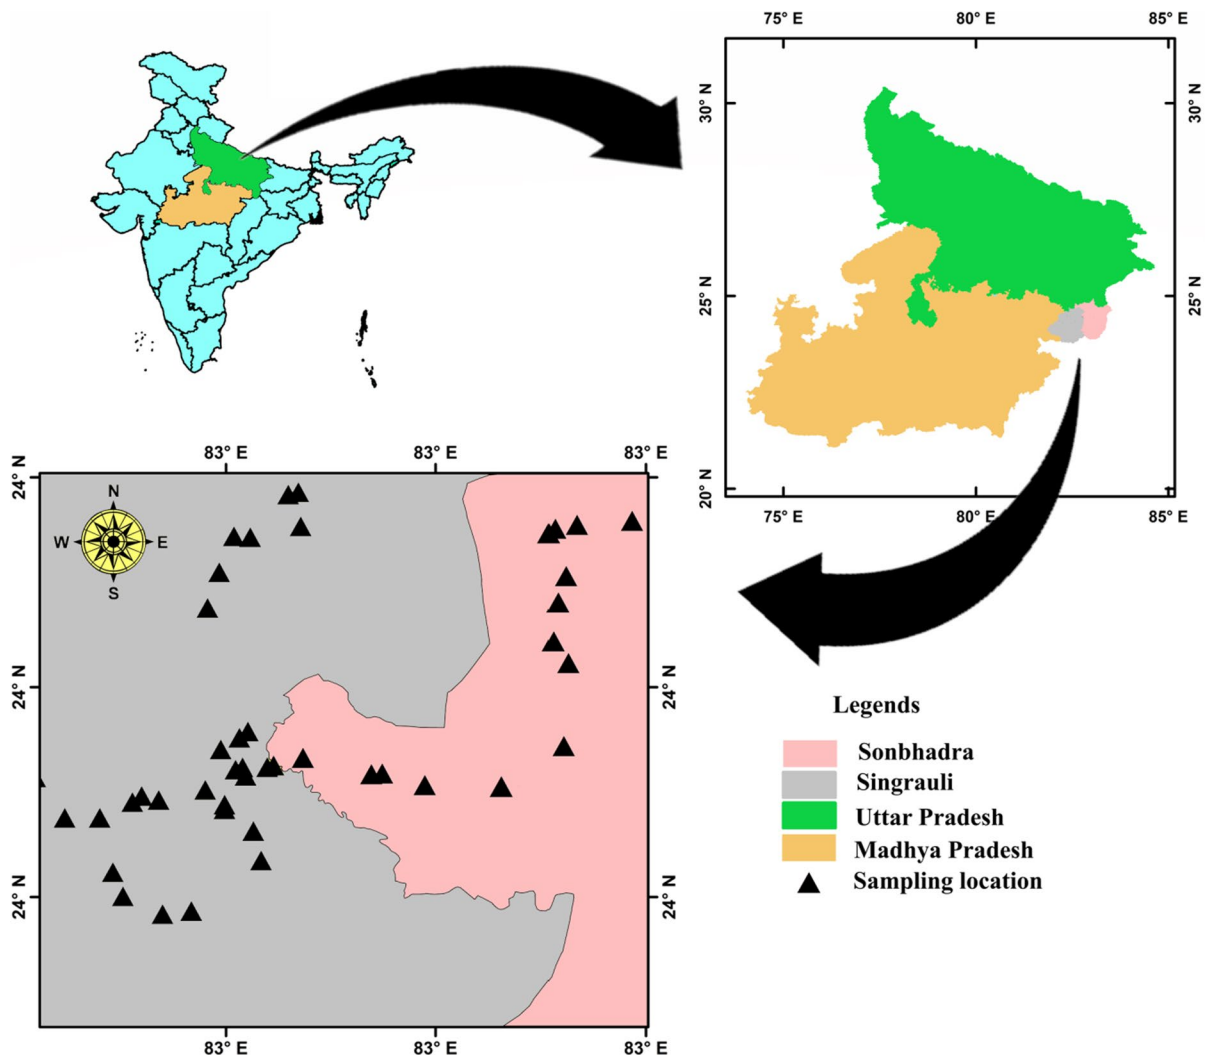 75° E 80° E 85° E
30° N 30° N
25° N 25° N
20° N 20° N
75° E 80° E 85° E
83° E 83° E 83° E
24° N 24° N
N
W E
S
24° N 24° N
24° N 24° N
83° E 83° E 83° E
Legends
Sonbhadra
Singrauli
Uttar Pradesh
Madhya Pradesh
Sampling location